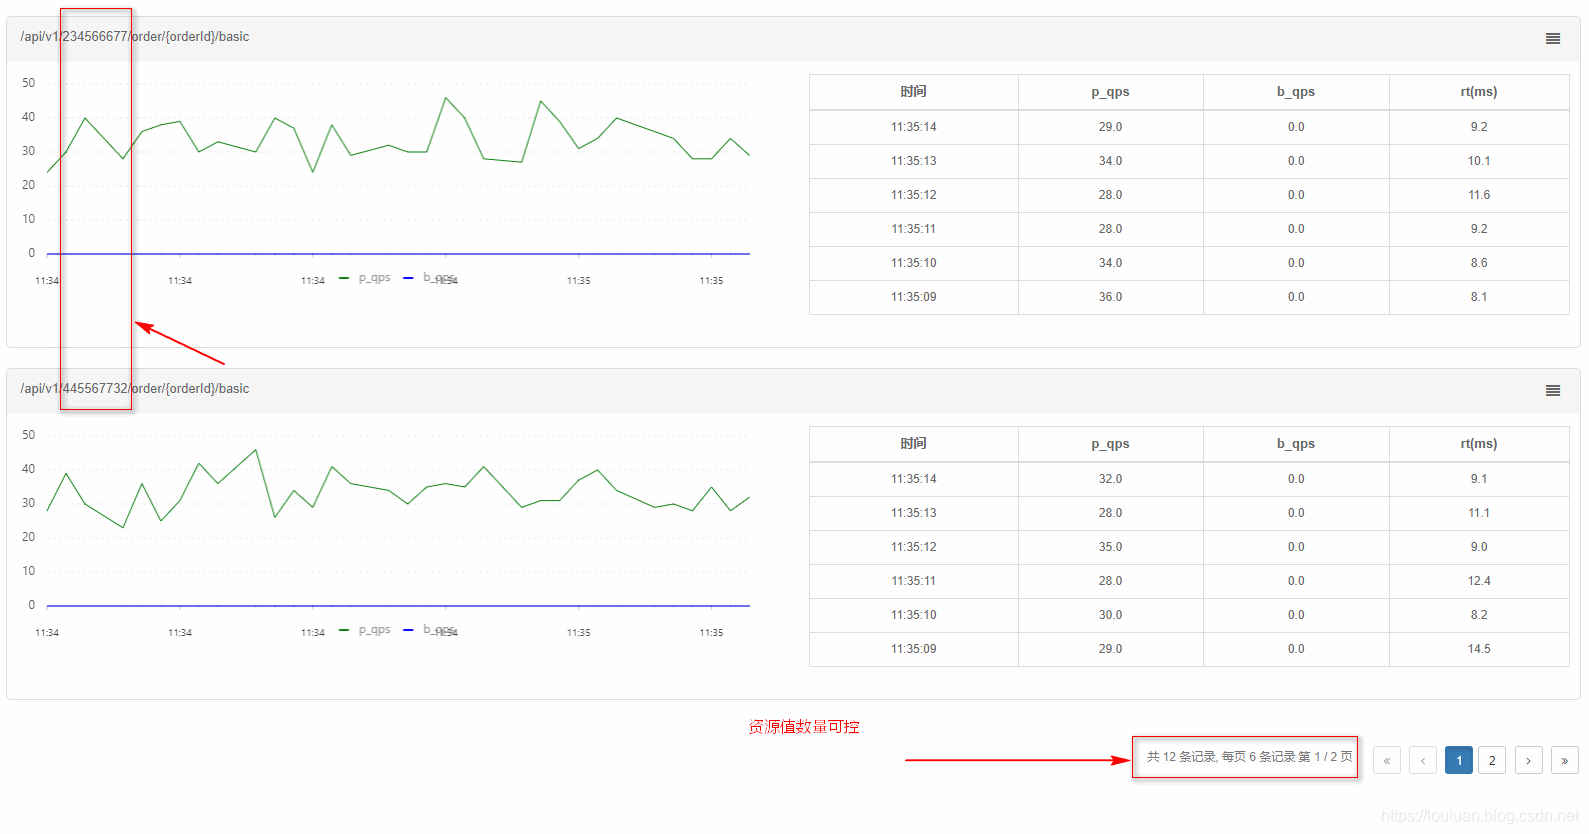 /api/v1/234566677/order/{orderId}/basic
50
40
30
20
10
0
11:34 11:34 11:34 11:34 11:35 11:35
p_qps b_qps
时间 p_qps b_qps rt(ms)
11:35:14 29.0 0.0 9.2
11:35:13 34.0 0.0 10.1
11:35:12 28.0 0.0 11.6
11:35:11 28.0 0.0 9.2
11:35:10 34.0 0.0 8.6
11:35:09 36.0 0.0 8.1
/api/v1/445567732/order/{orderId}/basic
50
40
30
20
10
0
11:34 11:34 11:34 11:34 11:35 11:35
p_qps b_qps
时间 p_qps b_qps rt(ms)
11:35:14 32.0 0.0 9.1
11:35:13 28.0 0.0 11.1
11:35:12 35.0 0.0 9.0
11:35:11 28.0 0.0 12.4
11:35:10 30.0 0.0 8.2
11:35:09 29.0 0.0 14.5
资源值数量可控
共 12 条记录, 每页 6 条记录 第 1 / 2 页 « ‹ 1 2 › »
https://louluan.blog.csdn.net